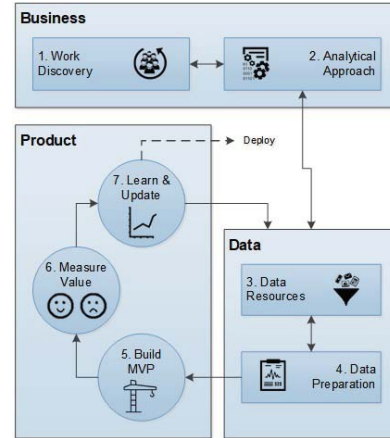 Business
1. Work
Discovery
2. Analytical
Approach
Product
Deploy
7. Learn &
Update
Data
6. Measure
Value
3. Data
Resources
5. Build
MVP
4. Data
Preparation